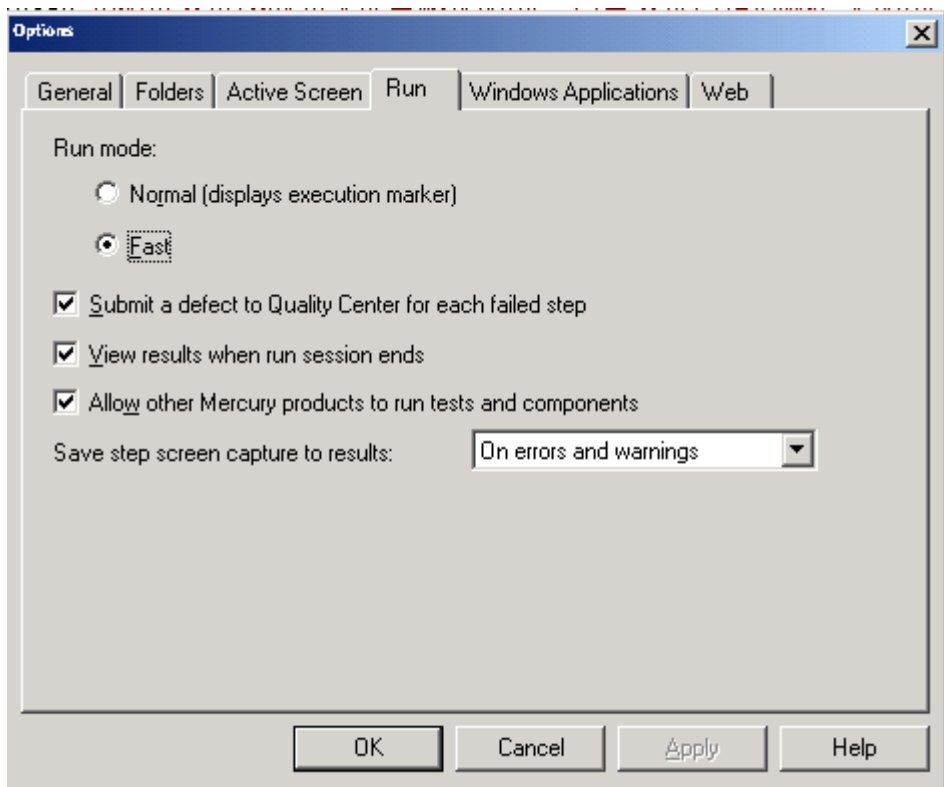 Options
General Folders Active Screen Run Windows Applications Web
Run mode:
Normal (displays execution marker)
Fast
Submit a defect to Quality Center for each failed step
View results when run session ends
Allow other Mercury products to run tests and components
Save step screen capture to results: On errors and warnings
OK Cancel Apply Help